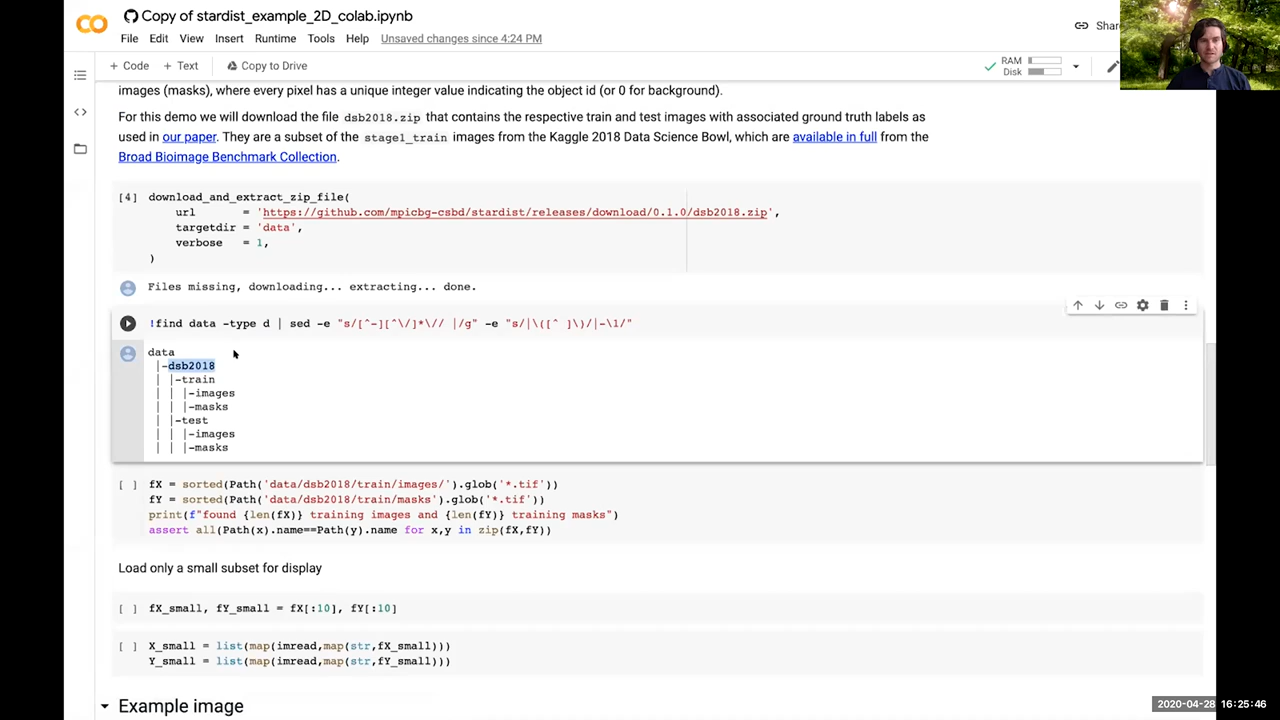 Copy of stardist_example_2D_colab.ipynb
File Edit View Insert Runtime Tools Help Unsaved changes since 4:24 PM
Shar
+ Code + Text Copy to Drive
RAM
Disk
images (masks), where every pixel has a unique integer value indicating the object id (or 0 for background).
For this demo we will download the file dsb2018.zip that contains the respective train and test images with associated ground truth labels as
used in our paper. They are a subset of the stage1_train images from the Kaggle 2018 Data Science Bowl, which are available in full from the
Broad Bioimage Benchmark Collection.
[4] download_and_extract_zip_file(
url = 'https://github.com/mpicbg-csbd/stardist/releases/download/0.1.0/dsb2018.zip',
targetdir = 'data',
verbose = 1,
)
Files missing, downloading... extracting... done.
!find data -type d | sed -e "s/[^-][^\/]*\// |/g" -e "s/|\([^ ]\)/|-\1/"
data
|-dsb2018
| |-train
| | |-images
| | |-masks
| |-test
| | |-images
| | |-masks
[ ] fX = sorted(Path('data/dsb2018/train/images/').glob('*.tif'))
fY = sorted(Path('data/dsb2018/train/masks').glob('*.tif'))
print(f"found {len(fX)} training images and {len(fY)} training masks")
assert all(Path(x).name==Path(y).name for x,y in zip(fX,fY))
Load only a small subset for display
[ ] fX_small, fY_small = fX[:10], fY[:10]
[ ] X_small = list(map(imread,map(str,fX_small)))
Y_small = list(map(imread,map(str,fY_small)))
Example image
2020-04-28 16:25:46